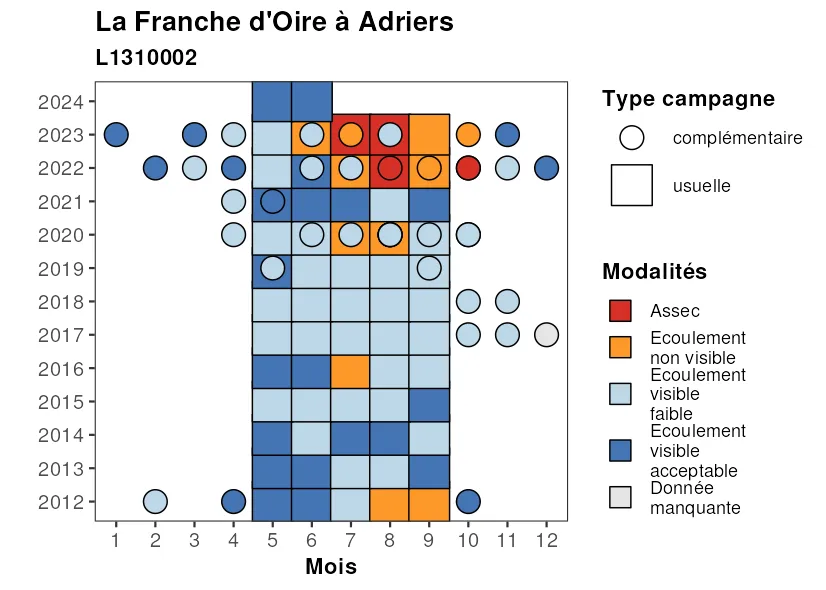 La Franche d'Oire à Adriers
L1310002
2024
2023
2022
2021
2020
2019
2018
2017
2016
2015
2014
2013
2012
1 2 3 4 5 6 7 8 9 10 11 12
Mois
Type campagne
complémentaire
usuelle
Modalités
Assec
Ecoulement
non visible
Ecoulement
visible
faible
Ecoulement
visible
acceptable
Donnée
manquante